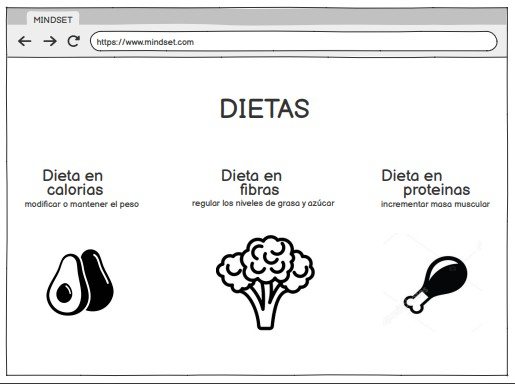 MINDSET
https://www.mindset.com
DIETAS
Dieta en
calorias
modificar o mantener el peso
Dieta en
fibras
regular los niveles de grasa y azúcar
Dieta en
proteinas
incrementar masa muscular